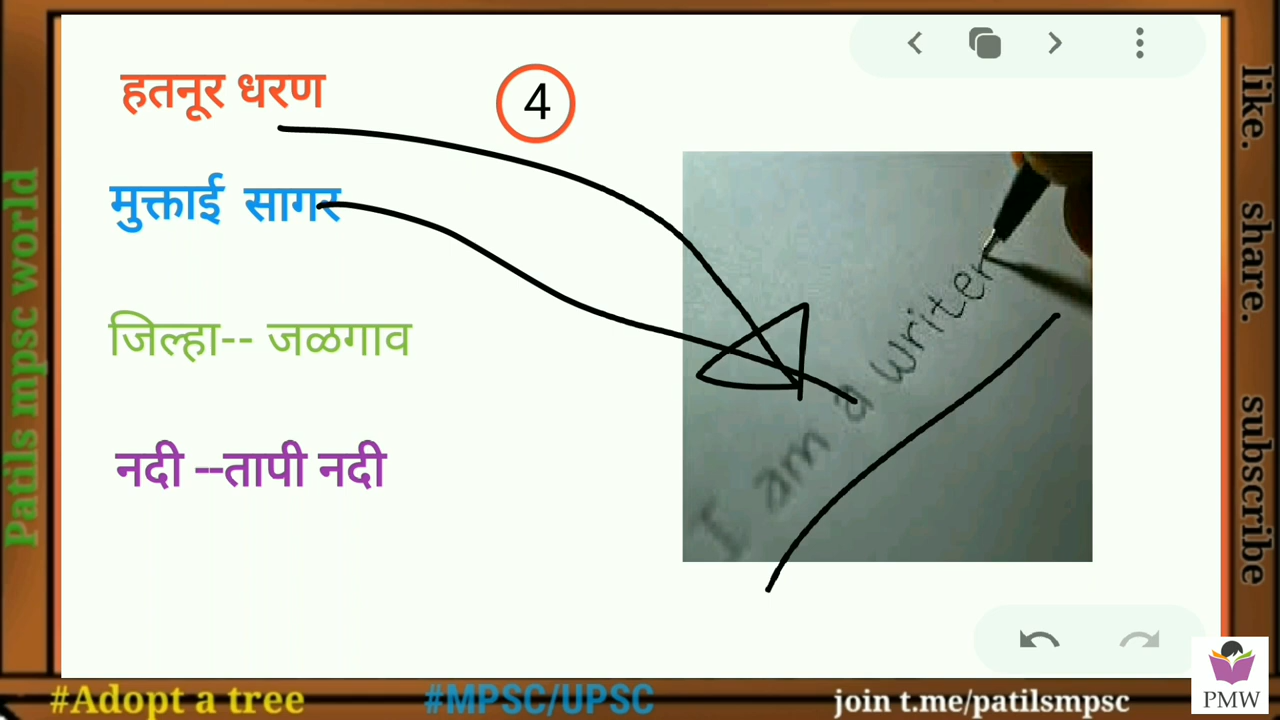 हतनूर धरण
4
मुक्ताई सागर
जिल्हा-- जळगाव
नदी --तापी नदी
I am a writer
Patils mpsc world
like. share. subscribe
#Adopt a tree
#MPSC/UPSC
join t.me/patilsmpsc
PMW